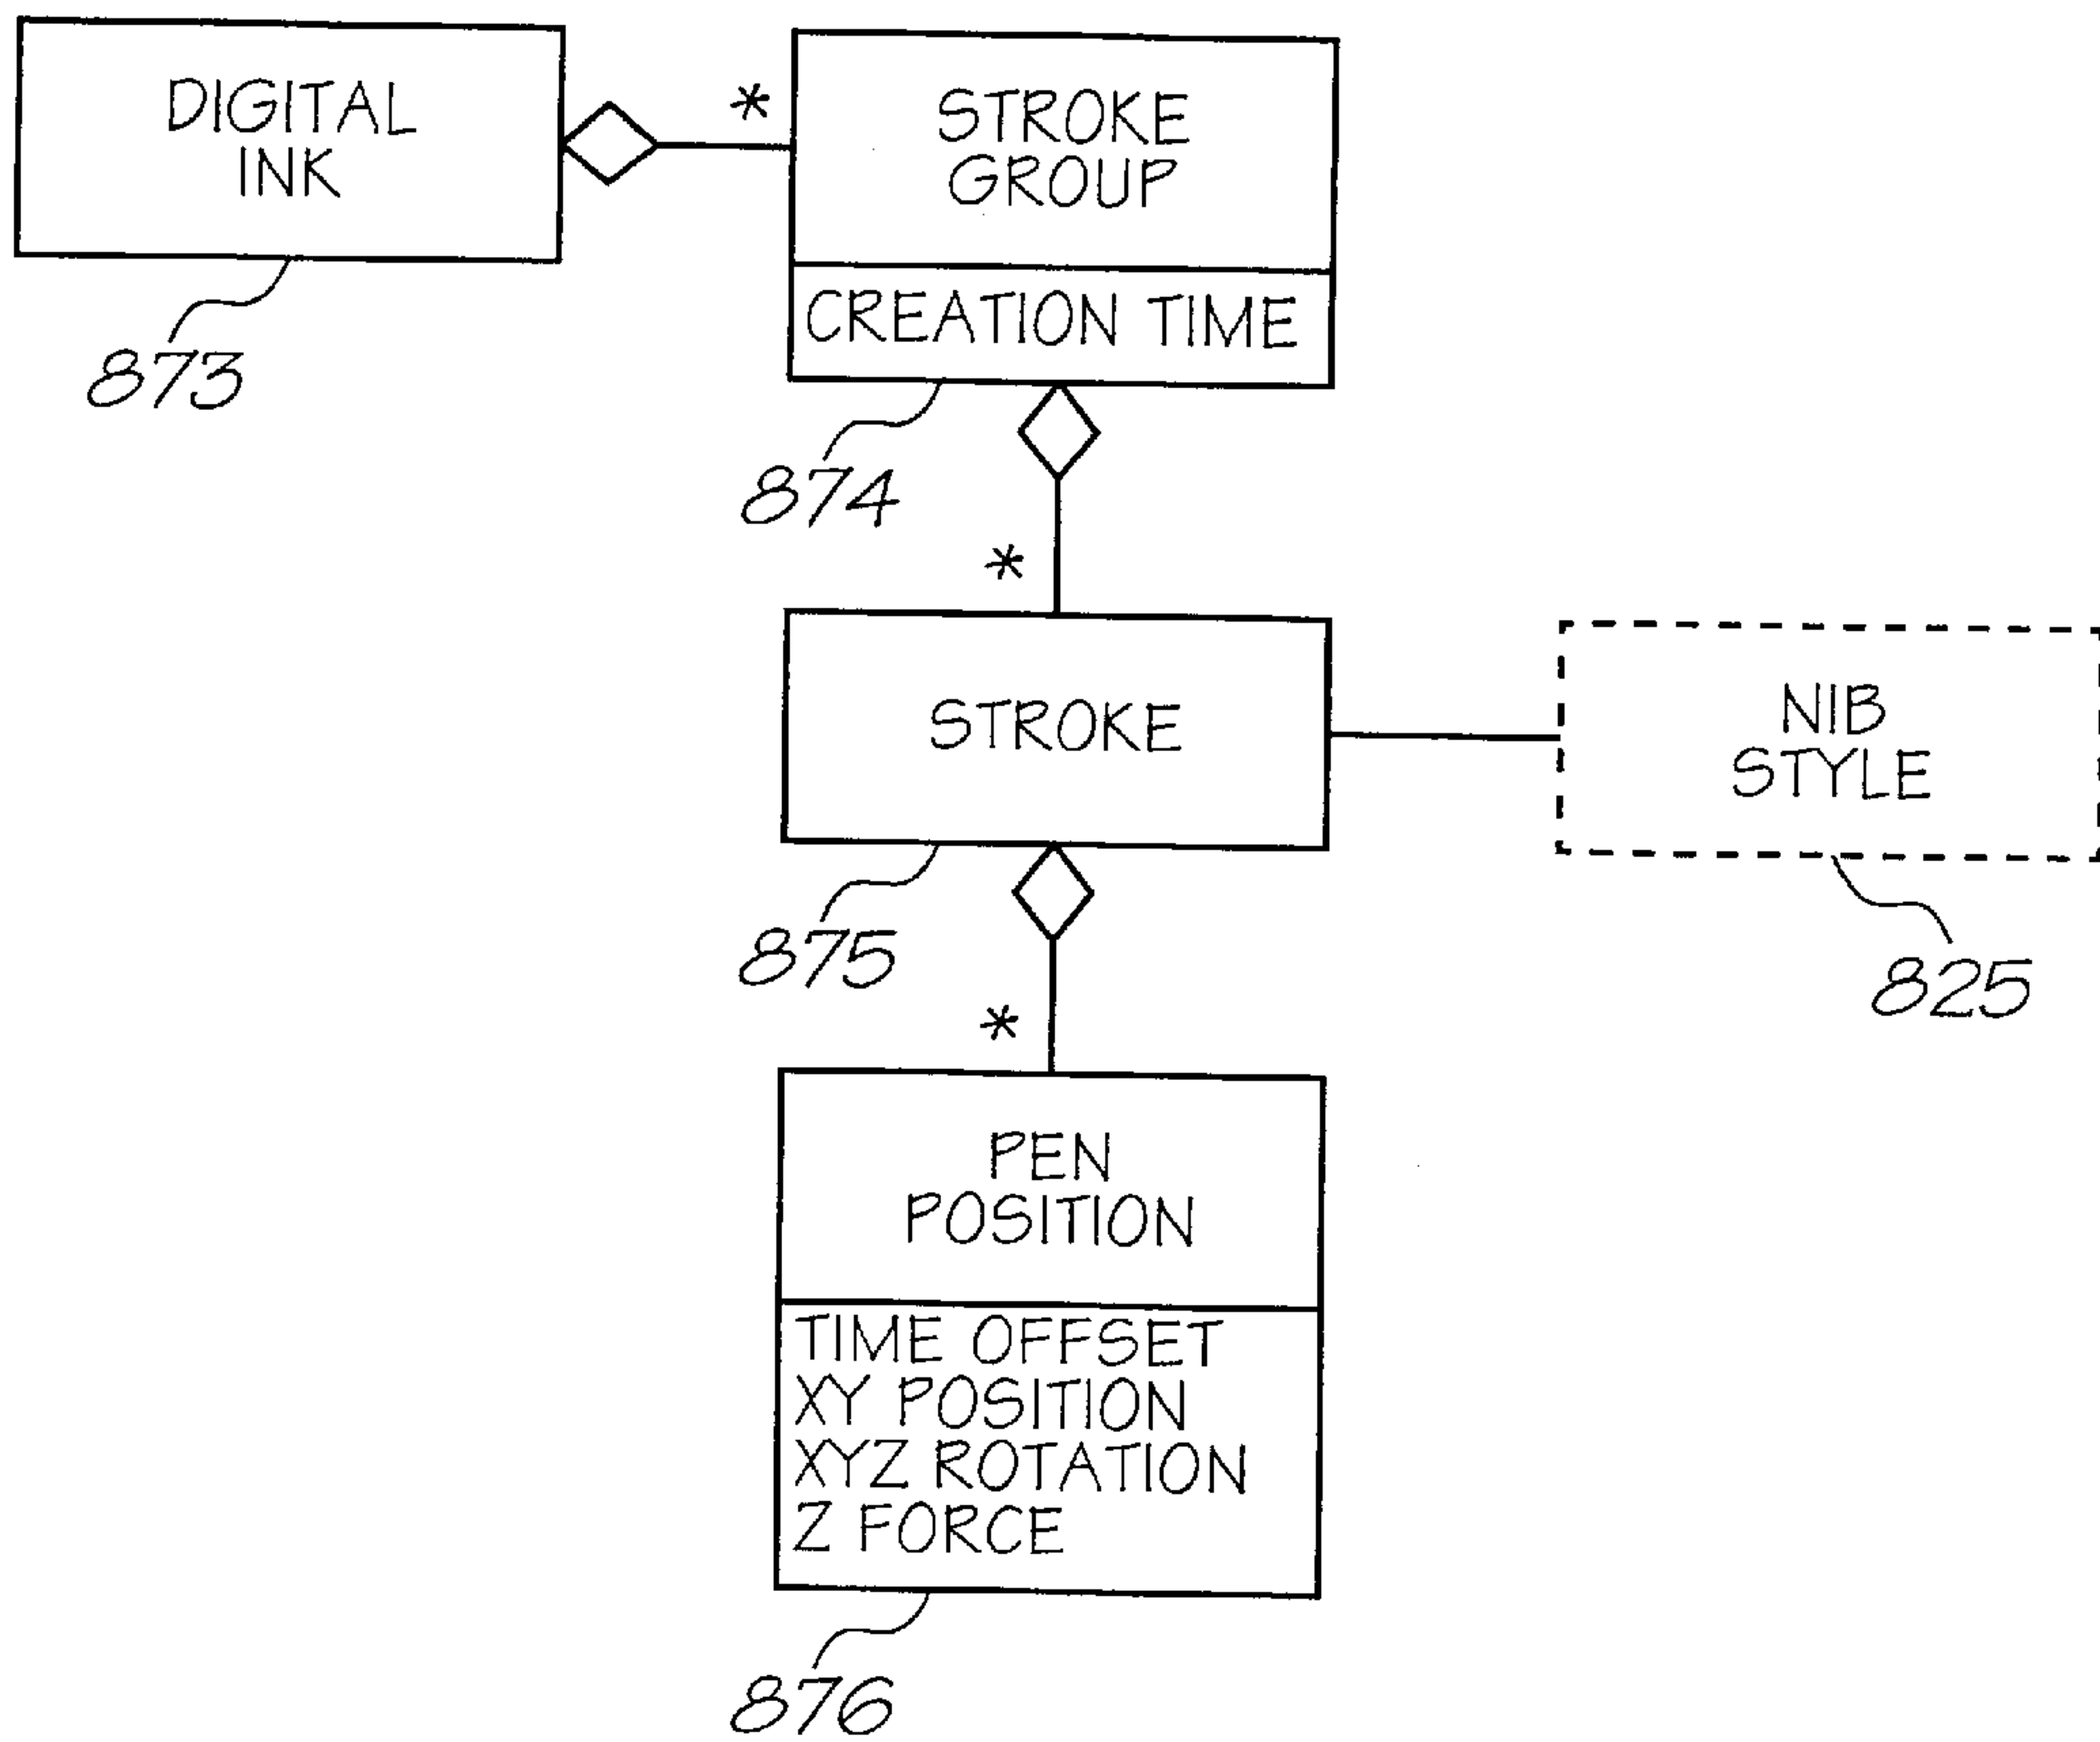 DIGITAL
INK
873
*
STROKE
GROUP
CREATION TIME
874
*
STROKE
875
NIB
STYLE
825
*
PEN
POSITION
TIME OFFSET
XY POSITION
XYZ ROTATION
Z FORCE
876